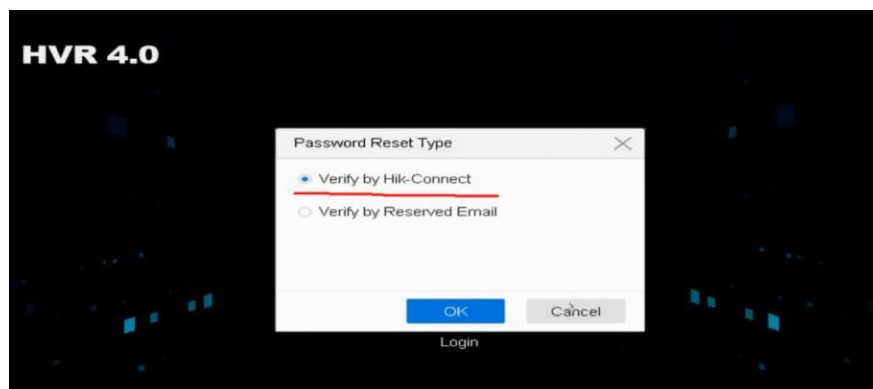 HVR 4.0
Password Reset Type
Verify by Hik-Connect
Verify by Reserved Email
OK
Cancel
Login